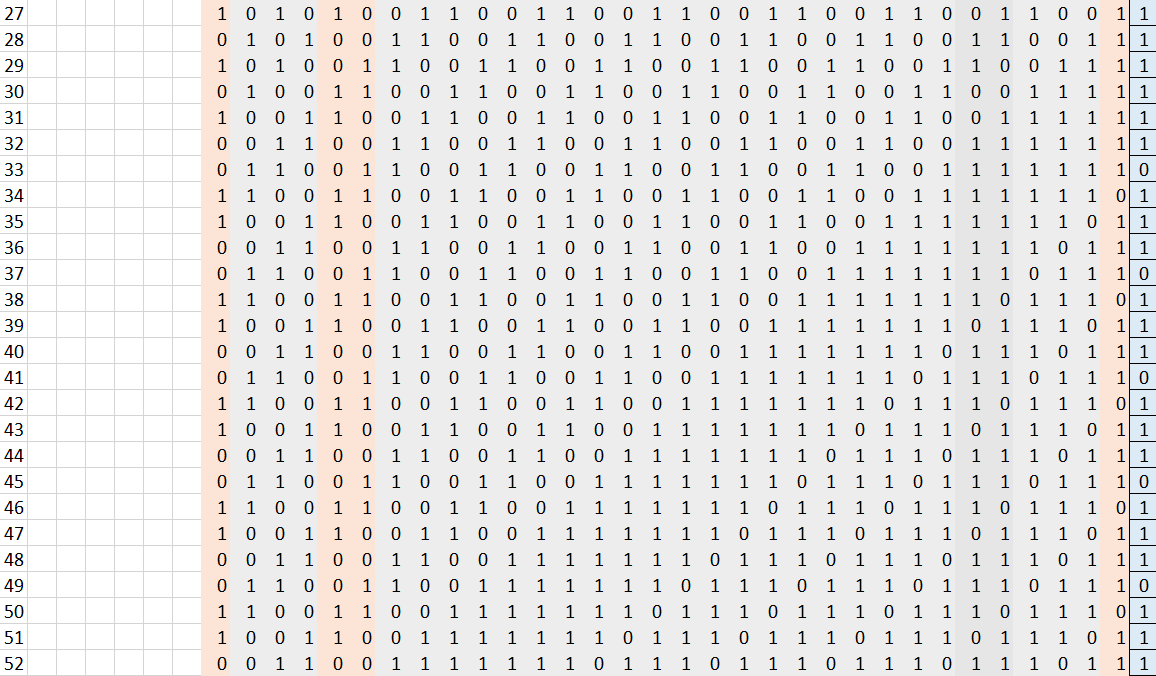 27 1 0 1 0 1 0 0 1 1 0 0 1 1 0 0 1 1 0 0 1 1 0 0 1 1 0 0 1 1 0 0 1 1
28 0 1 0 1 0 0 1 1 0 0 1 1 0 0 1 1 0 0 1 1 0 0 1 1 0 0 1 1 0 0 1 1 1
29 1 0 1 0 0 1 1 0 0 1 1 0 0 1 1 0 0 1 1 0 0 1 1 0 0 1 1 0 0 1 1 1 1
30 0 1 0 0 1 1 0 0 1 1 0 0 1 1 0 0 1 1 0 0 1 1 0 0 1 1 0 0 1 1 1 1 1
31 1 0 0 1 1 0 0 1 1 0 0 1 1 0 0 1 1 0 0 1 1 0 0 1 1 0 0 1 1 1 1 1 1
32 0 0 1 1 0 0 1 1 0 0 1 1 0 0 1 1 0 0 1 1 0 0 1 1 0 0 1 1 1 1 1 1 1
33 0 1 1 0 0 1 1 0 0 1 1 0 0 1 1 0 0 1 1 0 0 1 1 0 0 1 1 1 1 1 1 1 0
34 1 1 0 0 1 1 0 0 1 1 0 0 1 1 0 0 1 1 0 0 1 1 0 0 1 1 1 1 1 1 1 0 1
35 1 0 0 1 1 0 0 1 1 0 0 1 1 0 0 1 1 0 0 1 1 0 0 1 1 1 1 1 1 1 0 1 1
36 0 0 1 1 0 0 1 1 0 0 1 1 0 0 1 1 0 0 1 1 0 0 1 1 1 1 1 1 1 0 1 1 1
37 0 1 1 0 0 1 1 0 0 1 1 0 0 1 1 0 0 1 1 0 0 1 1 1 1 1 1 1 0 1 1 1 0
38 1 1 0 0 1 1 0 0 1 1 0 0 1 1 0 0 1 1 0 0 1 1 1 1 1 1 1 0 1 1 1 0 1
39 1 0 0 1 1 0 0 1 1 0 0 1 1 0 0 1 1 0 0 1 1 1 1 1 1 1 0 1 1 1 0 1 1
40 0 0 1 1 0 0 1 1 0 0 1 1 0 0 1 1 0 0 1 1 1 1 1 1 1 0 1 1 1 0 1 1 1
41 0 1 1 0 0 1 1 0 0 1 1 0 0 1 1 0 0 1 1 1 1 1 1 1 0 1 1 1 0 1 1 1 0
42 1 1 0 0 1 1 0 0 1 1 0 0 1 1 0 0 1 1 1 1 1 1 1 0 1 1 1 0 1 1 1 0 1
43 1 0 0 1 1 0 0 1 1 0 0 1 1 0 0 1 1 1 1 1 1 1 0 1 1 1 0 1 1 1 0 1 1
44 0 0 1 1 0 0 1 1 0 0 1 1 0 0 1 1 1 1 1 1 1 0 1 1 1 0 1 1 1 0 1 1 1
45 0 1 1 0 0 1 1 0 0 1 1 0 0 1 1 1 1 1 1 1 0 1 1 1 0 1 1 1 0 1 1 1 0
46 1 1 0 0 1 1 0 0 1 1 0 0 1 1 1 1 1 1 1 0 1 1 1 0 1 1 1 0 1 1 1 0 1
47 1 0 0 1 1 0 0 1 1 0 0 1 1 1 1 1 1 1 0 1 1 1 0 1 1 1 0 1 1 1 0 1 1
48 0 0 1 1 0 0 1 1 0 0 1 1 1 1 1 1 1 0 1 1 1 0 1 1 1 0 1 1 1 0 1 1 1
49 0 1 1 0 0 1 1 0 0 1 1 1 1 1 1 1 0 1 1 1 0 1 1 1 0 1 1 1 0 1 1 1 0
50 1 1 0 0 1 1 0 0 1 1 1 1 1 1 1 0 1 1 1 0 1 1 1 0 1 1 1 0 1 1 1 0 1
51 1 0 0 1 1 0 0 1 1 1 1 1 1 1 0 1 1 1 0 1 1 1 0 1 1 1 0 1 1 1 0 1 1
52 0 0 1 1 0 0 1 1 1 1 1 1 1 0 1 1 1 0 1 1 1 0 1 1 1 0 1 1 1 0 1 1 1